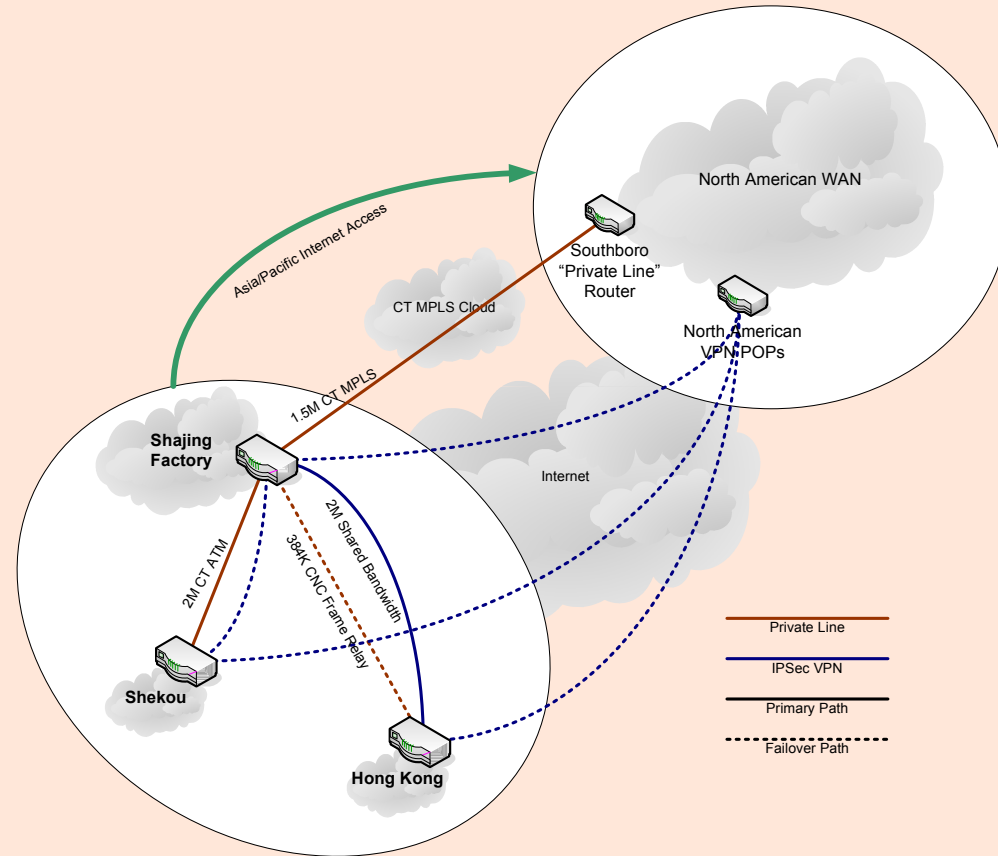 North American WAN
Southboro
“Private Line”
Router
North American
VPN POPs
Asia/Pacific Internet Access
CT MPLS Cloud
1.5M CT MPLS
Shajing
Factory
Internet
2M CT ATM
384K CNC Frame Relay
2M Shared Bandwidth
Shekou
Hong Kong
Private Line
IPSec VPN
Primary Path
Failover Path